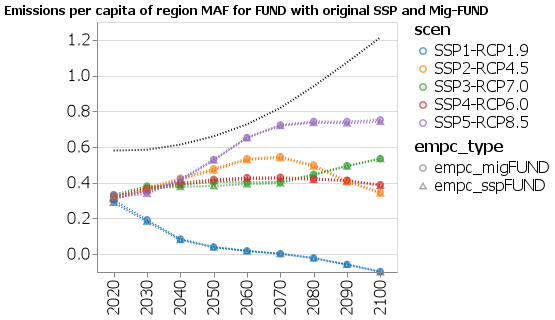 Emissions per capita of region MAF for FUND with original SSP and Mig-FUND
1.2
1.0
0.8
0.6
0.4
0.2
0.0
2020
2030
2040
2050
2060
2070
2080
2090
2100
scen
SSP1-RCP1.9
SSP2-RCP4.5
SSP3-RCP7.0
SSP4-RCP6.0
SSP5-RCP8.5
empc_type
empc_migFUND
empc_sspFUND